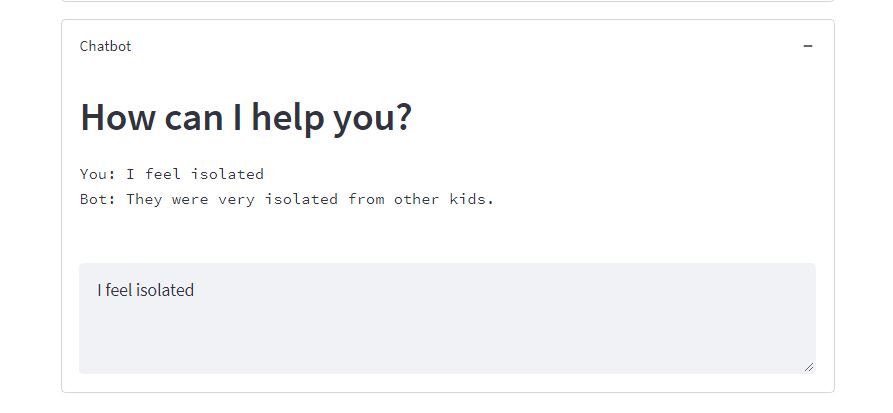 Chatbot
How can I help you?
You: I feel isolated
Bot: They were very isolated from other kids.
I feel isolated